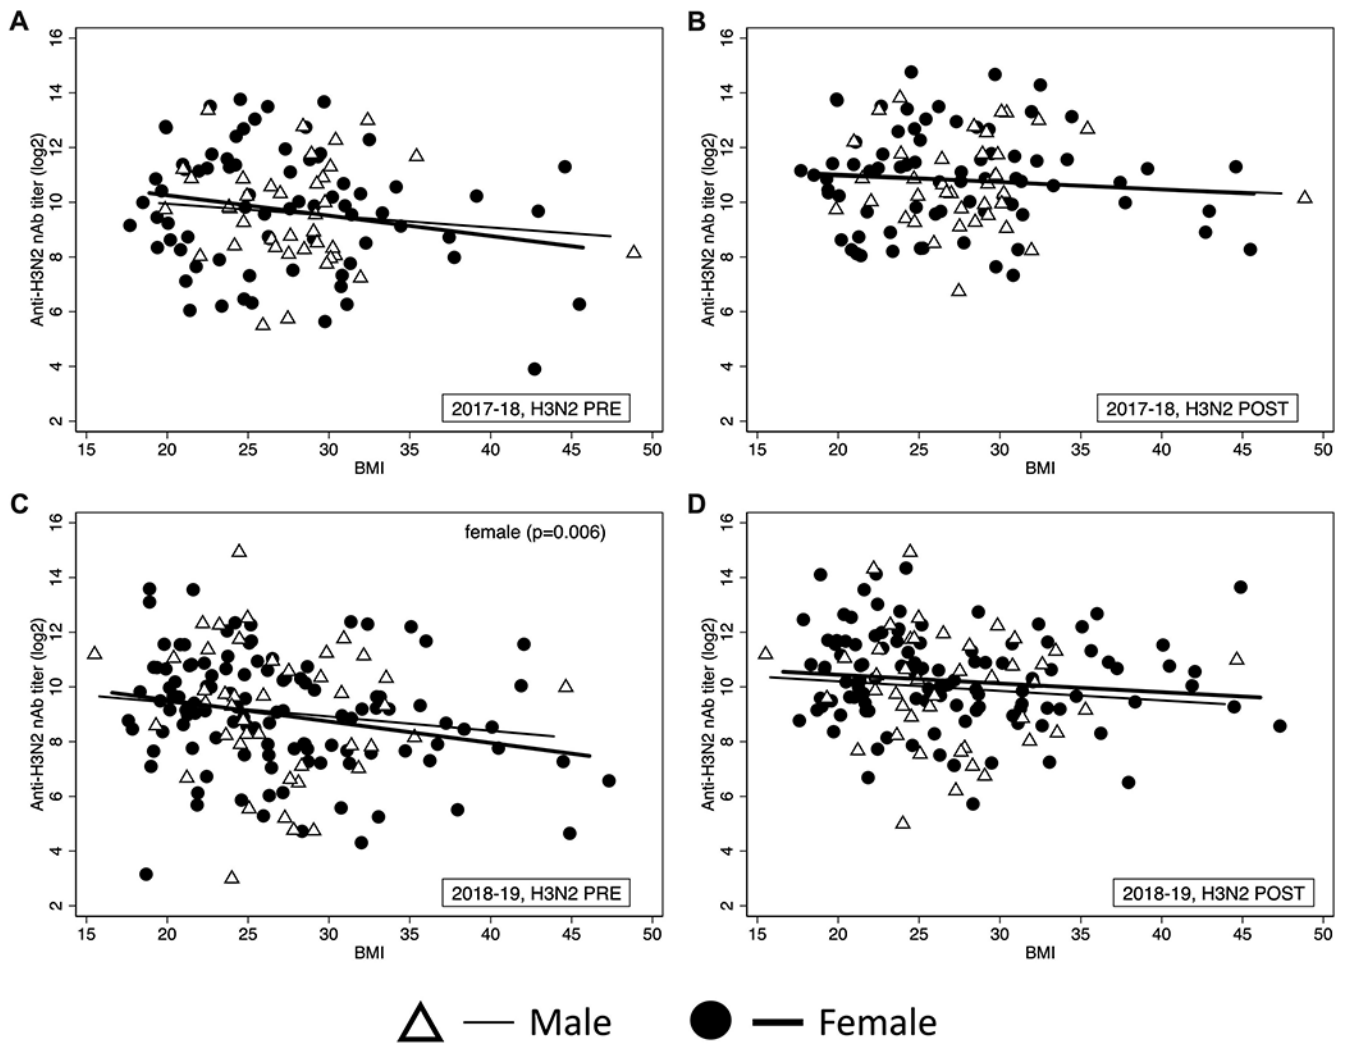 A
Anti-H3N2 nAb titer (log2)
16
14
12
10
8
6
4
2
2017-18, H3N2 PRE
15 20 25 30 35 40 45 50
BMI
B
Anti-H3N2 nAb titer (log2)
16
14
12
10
8
6
4
2
2017-18, H3N2 POST
15 20 25 30 35 40 45 50
BMI
C
Anti-H3N2 nAb titer (log2)
16
14
12
10
8
6
4
2
female (p=0.006)
2018-19, H3N2 PRE
15 20 25 30 35 40 45 50
BMI
D
Anti-H3N2 nAb titer (log2)
16
14
12
10
8
6
4
2
2018-19, H3N2 POST
15 20 25 30 35 40 45 50
BMI
Male Female